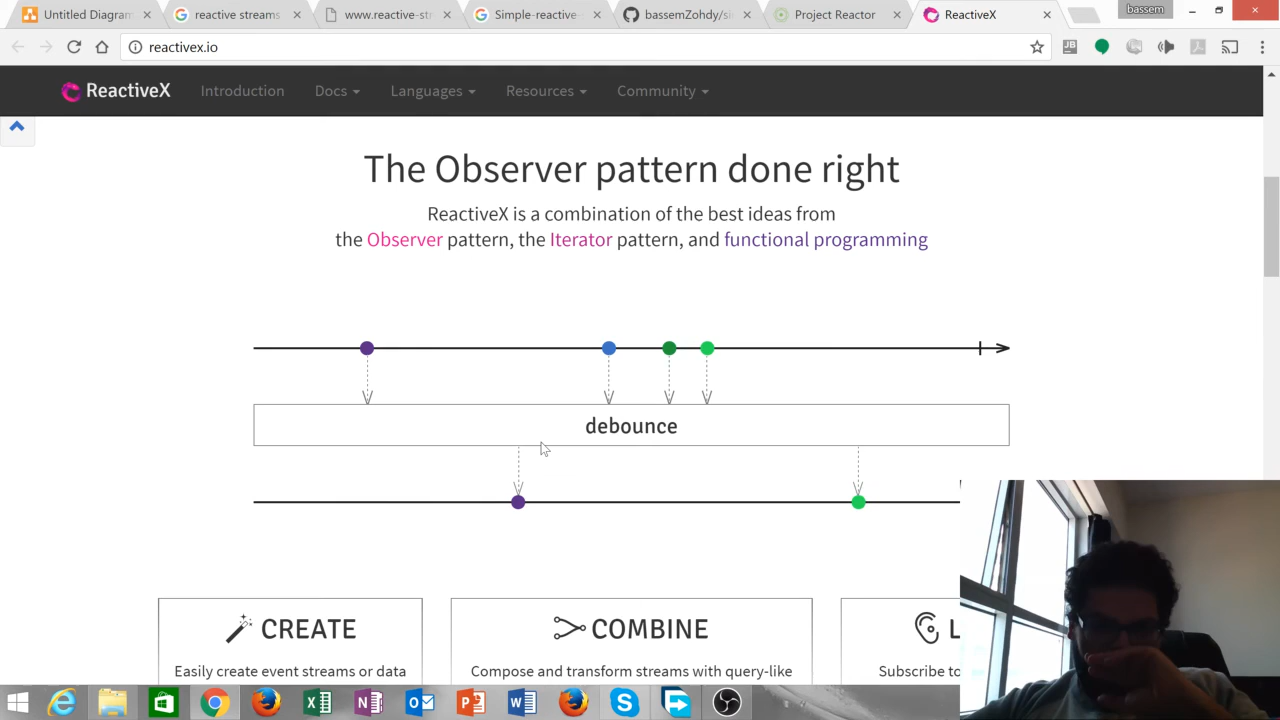 Untitled Diagram
reactive streams
www.reactive-str
Simple-reactive-
bassemZohdy/si
Project Reactor
ReactiveX
bassem
reactivex.io
JB
ReactiveX
Introduction
Docs
Languages
Resources
Community
The Observer pattern done right
ReactiveX is a combination of the best ideas from
the Observer pattern, the Iterator pattern, and functional programming
debounce
CREATE
COMBINE
L
Easily create event streams or data
Compose and transform streams with query-like
Subscribe to